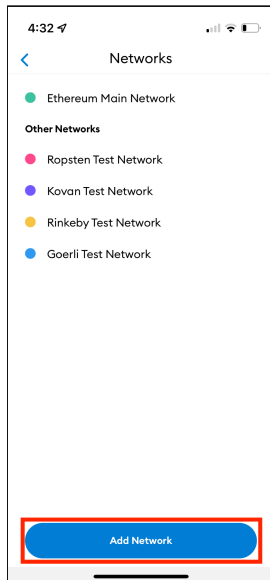 4:32
Networks
Ethereum Main Network
Other Networks
Ropsten Test Network
Kovan Test Network
Rinkeby Test Network
Goerli Test Network
Add Network